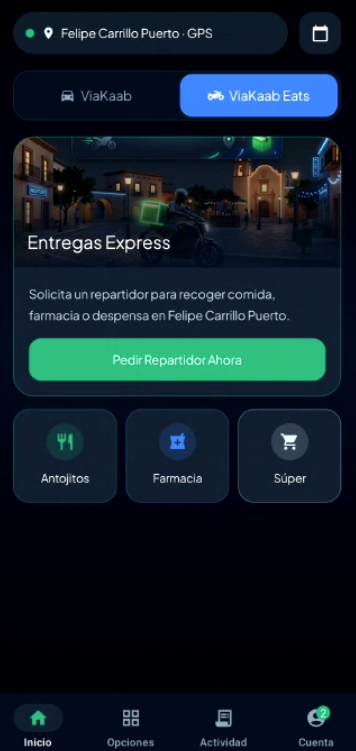 Felipe Carrillo Puerto · GPS
ViaKaab
ViaKaab Eats
Entregas Express
Solicita un repartidor para recoger comida,
farmacia o despensa en Felipe Carrillo Puerto.
Pedir Repartidor Ahora
Antojitos
Farmacia
Súper
2
Inicio
Opciones
Actividad
Cuenta